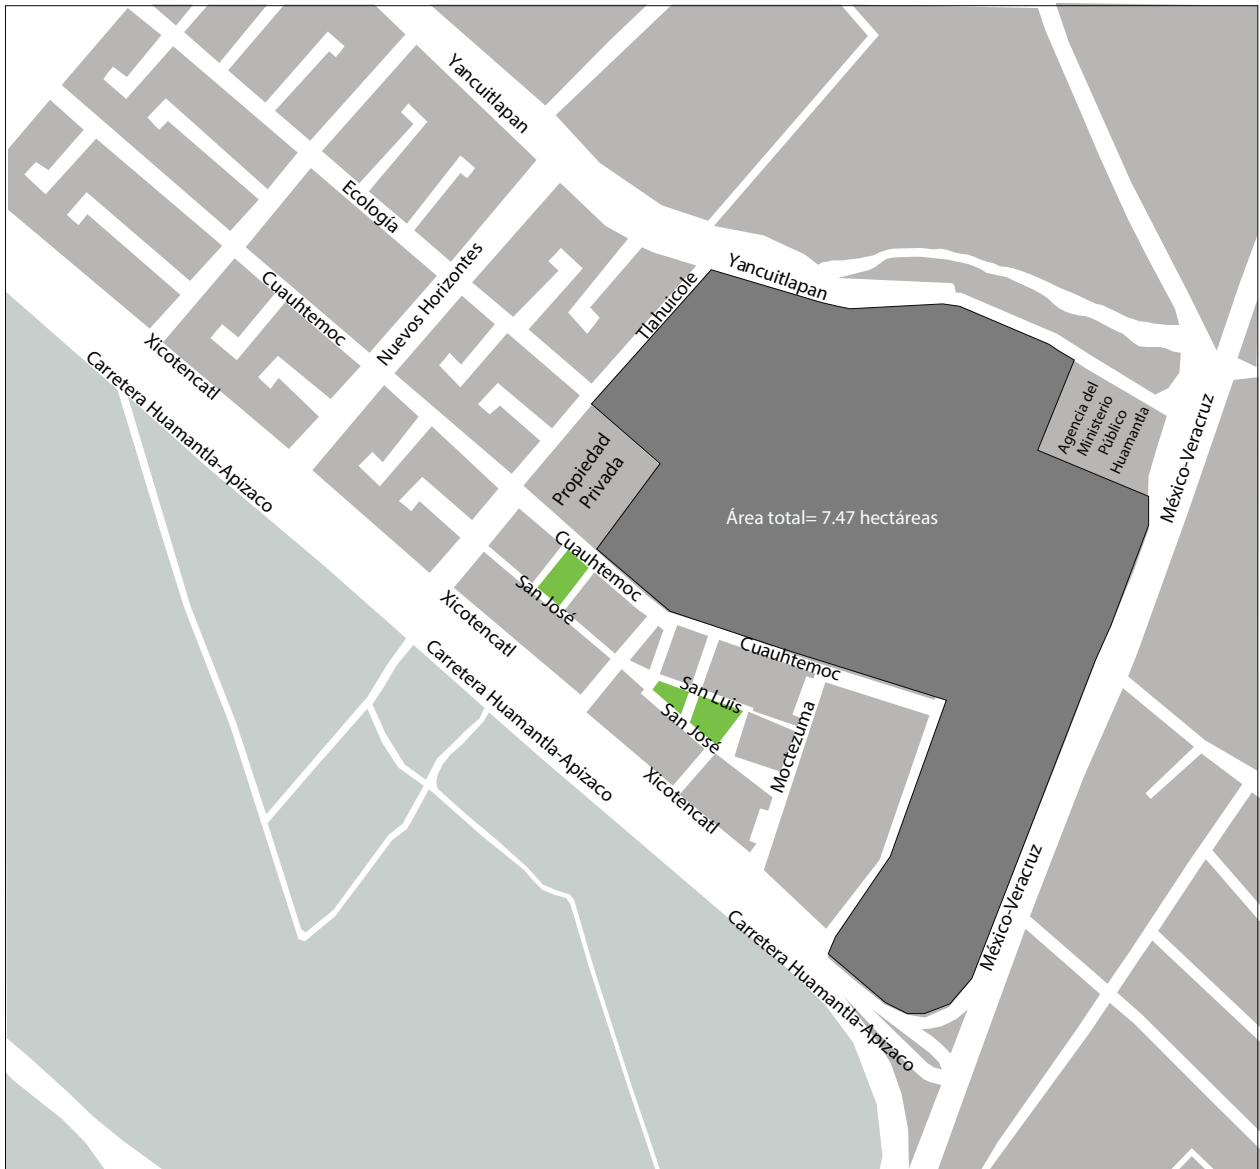 Yancuitlapan
Ecología
Yancuitlapan
Cuauhtemoc
Nuevos Horizontes
Tlahuicole
Xicotencatl
Carretera Huamantla-Apizaco
Agencia del
Ministerio
Público
Huamantla
México-Veracruz
Propiedad
Privada
Área total= 7.47 hectáreas
Cuauhtemoc
San José
Xicotencatl
Carretera Huamantla-Apizaco
Cuauhtemoc
San Luis
San José
Moctezuma
Xicotencatl
México-Veracruz
Carretera Huamantla-Apizaco